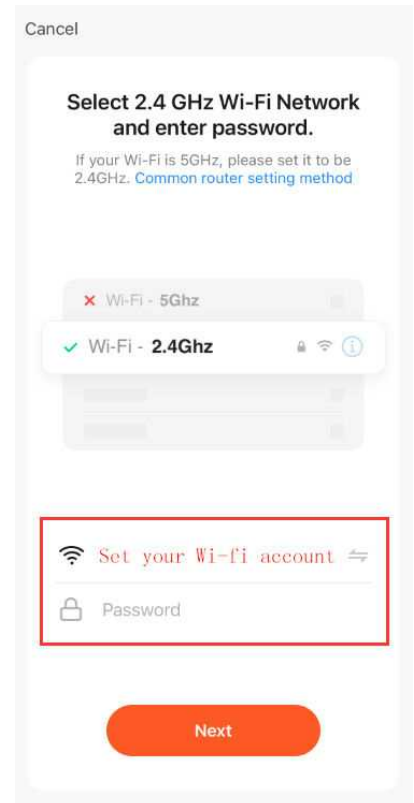 Cancel
Select 2.4 GHz Wi-Fi Network
and enter password.
If your Wi-Fi is 5GHz, please set it to be
2.4GHz. Common router setting method
Wi-Fi - 5Ghz
Wi-Fi - 2.4Ghz
Set your Wi-fi account
Password
Next